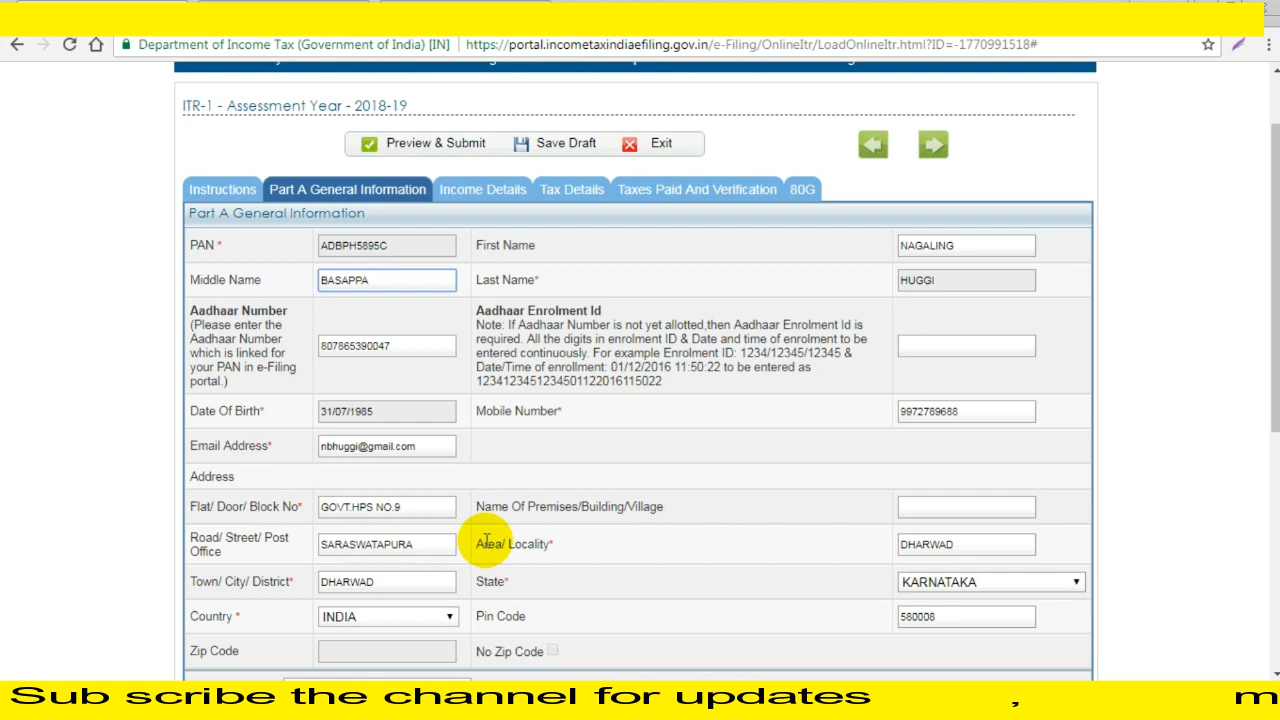 Department of Income Tax (Government of India) [IN] https://portal.incometaxindiaefiling.gov.in/e-Filing/OnlineItr/LoadOnlineItr.html?ID=-1770991518#
ITR-1 - Assessment Year - 2018-19
Preview & Submit Save Draft Exit
Instructions Part A General Information Income Details Tax Details Taxes Paid And Verification 80G
Part A General Information
PAN * ADBPH5895C First Name NAGALING
Middle Name BASAPPA Last Name* HUGGI
Aadhaar Number
(Please enter the
Aadhaar Number
which is linked for
your PAN in e-Filing
portal.)
807865390047
Aadhaar Enrolment Id
Note: If Aadhaar Number is not yet allotted,then Aadhaar Enrolment Id is
required. All the digits in enrolment ID & Date and time of enrolment to be
entered continuously. For example Enrolment ID: 1234/12345/12345 &
Date/Time of enrollment: 01/12/2016 11:50:22 to be entered as
1234123451234501122016115022
Date Of Birth* 31/07/1985 Mobile Number* 9972789688
Email Address* nbhuggi@gmail.com
Address
Flat/ Door/ Block No* GOVT.HPS NO.9 Name Of Premises/Building/Village
Road/ Street/ Post
Office
SARASWATAPURA Area/ Locality* DHARWAD
Town/ City/ District* DHARWAD State* KARNATAKA
Country * INDIA Pin Code 580008
Zip Code No Zip Code
Sub scribe the channel for updates , m